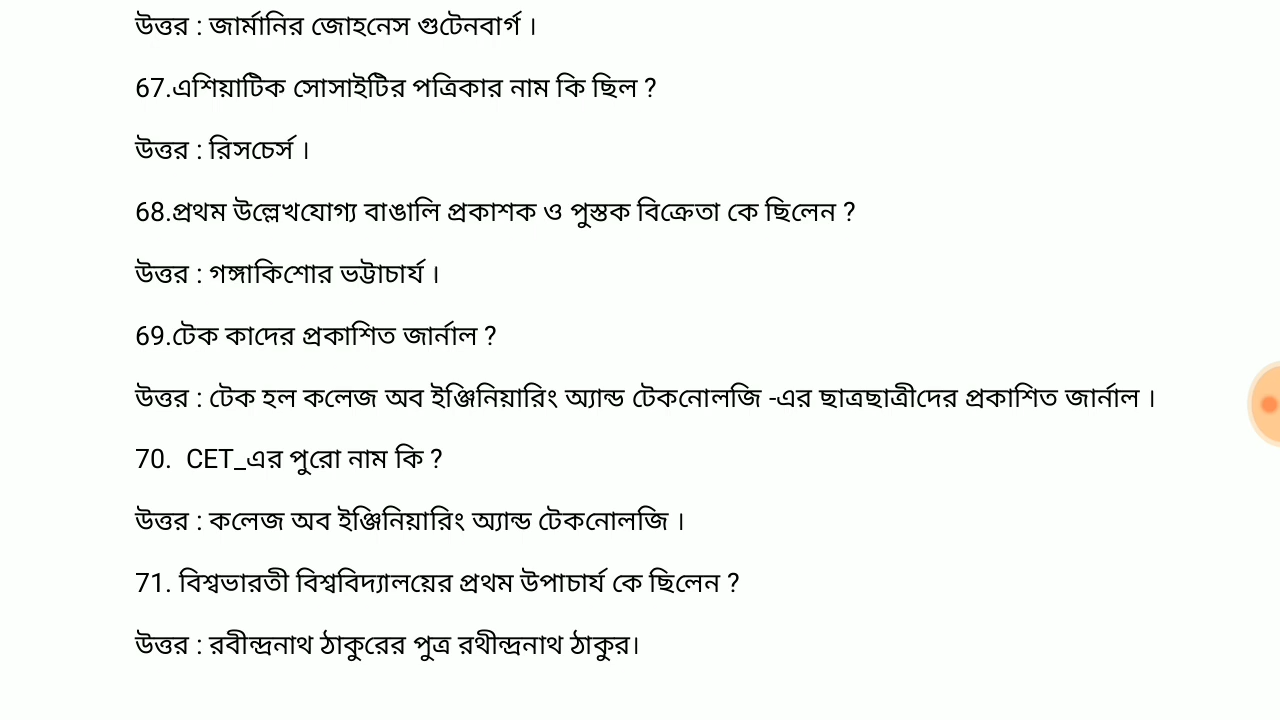 উত্তর : জার্মানির জোহনেস গুটেনবার্গ ।
67.এশিয়াটিক সোসাইটির পত্রিকার নাম কি ছিল ?
উত্তর : রিসচের্স ।
68.প্রথম উল্লেখযোগ্য বাঙালি প্রকাশক ও পুস্তক বিক্রেতা কে ছিলেন ?
উত্তর : গঙ্গাকিশোর ভট্টাচার্য ।
69.টেক কাদের প্রকাশিত জার্নাল ?
উত্তর : টেক হল কলেজ অব ইঞ্জিনিয়ারিং অ্যান্ড টেকনোলজি -এর ছাত্রছাত্রীদের প্রকাশিত জার্নাল ।
70. CET_এর পুরো নাম কি ?
উত্তর : কলেজ অব ইঞ্জিনিয়ারিং অ্যান্ড টেকনোলজি ।
71. বিশ্বভারতী বিশ্ববিদ্যালয়ের প্রথম উপাচার্য কে ছিলেন ?
উত্তর : রবীন্দ্রনাথ ঠাকুরের পুত্র রথীন্দ্রনাথ ঠাকুর।